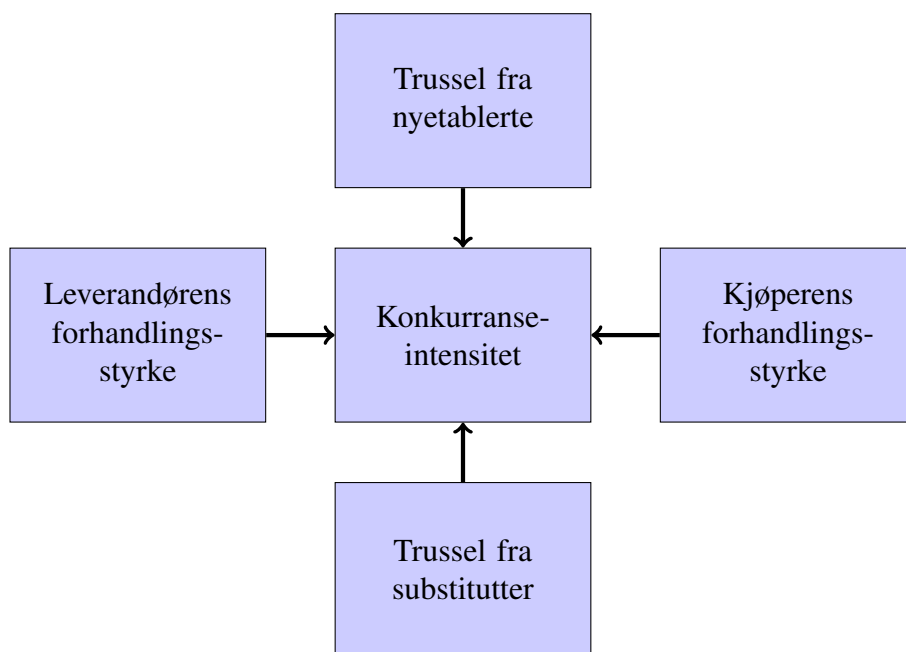 Trussel fra
nyetablerte
Leverandørens
forhandlings-
styrke
Konkurranse-
intensitet
Kjøperens
forhandlings-
styrke
Trussel fra
substitutter